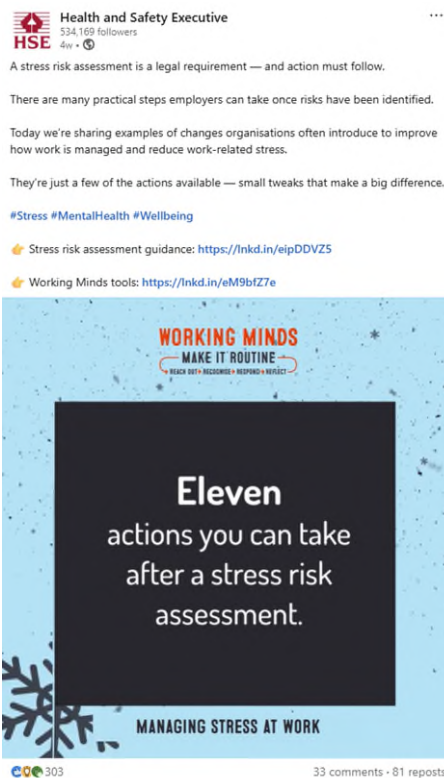 Health and Safety Executive
534,169 followers
4w •
HSE
A stress risk assessment is a legal requirement — and action must follow.
There are many practical steps employers can take once risks have been identified.
Today we're sharing examples of changes organisations often introduce to improve
how work is managed and reduce work-related stress.
They're just a few of the actions available — small tweaks that make a big difference.
#Stress #MentalHealth #Wellbeing
👉 Stress risk assessment guidance: https://lnkd.in/eipDDVZ5
👉 Working Minds tools: https://lnkd.in/eM9bfZ7e
WORKING MINDS
MAKE IT ROUTINE
REACH OUT RECOGNISE RESPOND REFLECT
Eleven
actions you can take
after a stress risk
assessment.
MANAGING STRESS AT WORK
303
33 comments • 81 reposts